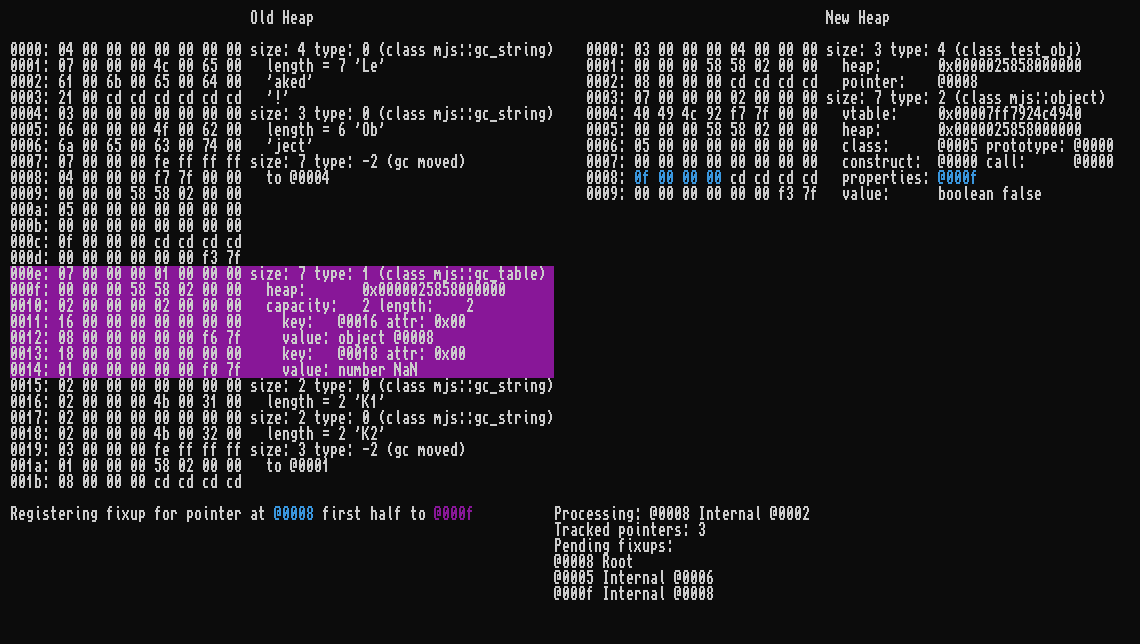 Old Heap
0000: 04 00 00 00 00 00 00 00 size: 4 type: 0 (class mjs::gc_string)
0001: 07 00 00 00 4c 00 65 00   length = 7 'Le'
0002: 61 00 6b 00 65 00 64 00   'aked'
0003: 21 00 cd cd cd cd cd cd   '!'
0004: 03 00 00 00 00 00 00 00 size: 3 type: 0 (class mjs::gc_string)
0005: 06 00 00 00 4f 00 62 00   length = 6 'Ob'
0006: 6a 00 65 00 63 00 74 00   'ject'
0007: 07 00 00 00 fe ff ff ff size: 7 type: -2 (gc moved)
0008: 04 00 00 00 f7 7f 00 00   to @0004
0009: 00 00 00 58 58 02 00 00
000a: 05 00 00 00 00 00 00 00
000b: 00 00 00 00 00 00 00 00
000c: 0f 00 00 00 cd cd cd cd
000d: 00 00 00 00 00 00 f3 7f
000e: 07 00 00 00 01 00 00 00 size: 7 type: 1 (class mjs::gc_table)
000f: 00 00 00 58 58 02 00 00   heap:      0x0000025858000000
0010: 02 00 00 00 02 00 00 00   capacity:   2 length:    2
0011: 16 00 00 00 00 00 00 00     key:   @0016 attr: 0x00
0012: 08 00 00 00 00 00 f6 7f     value: object @0008
0013: 18 00 00 00 00 00 00 00     key:   @0018 attr: 0x00
0014: 01 00 00 00 00 00 f0 7f     value: number NaN
0015: 02 00 00 00 00 00 00 00 size: 2 type: 0 (class mjs::gc_string)
0016: 02 00 00 00 4b 00 31 00   length = 2 'K1'
0017: 02 00 00 00 00 00 00 00 size: 2 type: 0 (class mjs::gc_string)
0018: 02 00 00 00 4b 00 32 00   length = 2 'K2'
0019: 03 00 00 00 fe ff ff ff size: 3 type: -2 (gc moved)
001a: 01 00 00 00 58 02 00 00   to @0001
001b: 08 00 00 00 cd cd cd cd
New Heap
0000: 03 00 00 00 04 00 00 00 size: 3 type: 4 (class test_obj)
0001: 00 00 00 58 58 02 00 00   heap:       0x0000025858000000
0002: 08 00 00 00 cd cd cd cd   pointer:    @0008
0003: 07 00 00 00 02 00 00 00 size: 7 type: 2 (class mjs::object)
0004: 40 49 4c 92 f7 7f 00 00   vtable:     0x00007ff7924c4940
0005: 00 00 00 58 58 02 00 00   heap:       0x0000025858000000
0006: 05 00 00 00 00 00 00 00   class:      @0005 prototype: @0000
0007: 00 00 00 00 00 00 00 00   construct:  @0000 call:      @0000
0008: 0f 00 00 00 cd cd cd cd   properties: @000f
0009: 00 00 00 00 00 00 f3 7f   value:      boolean false
Registering fixup for pointer at @0008 first half to @000f
Processing: @0008 Internal @0002
Tracked pointers: 3
Pending fixups:
@0008 Root
@0005 Internal @0006
@000f Internal @0008